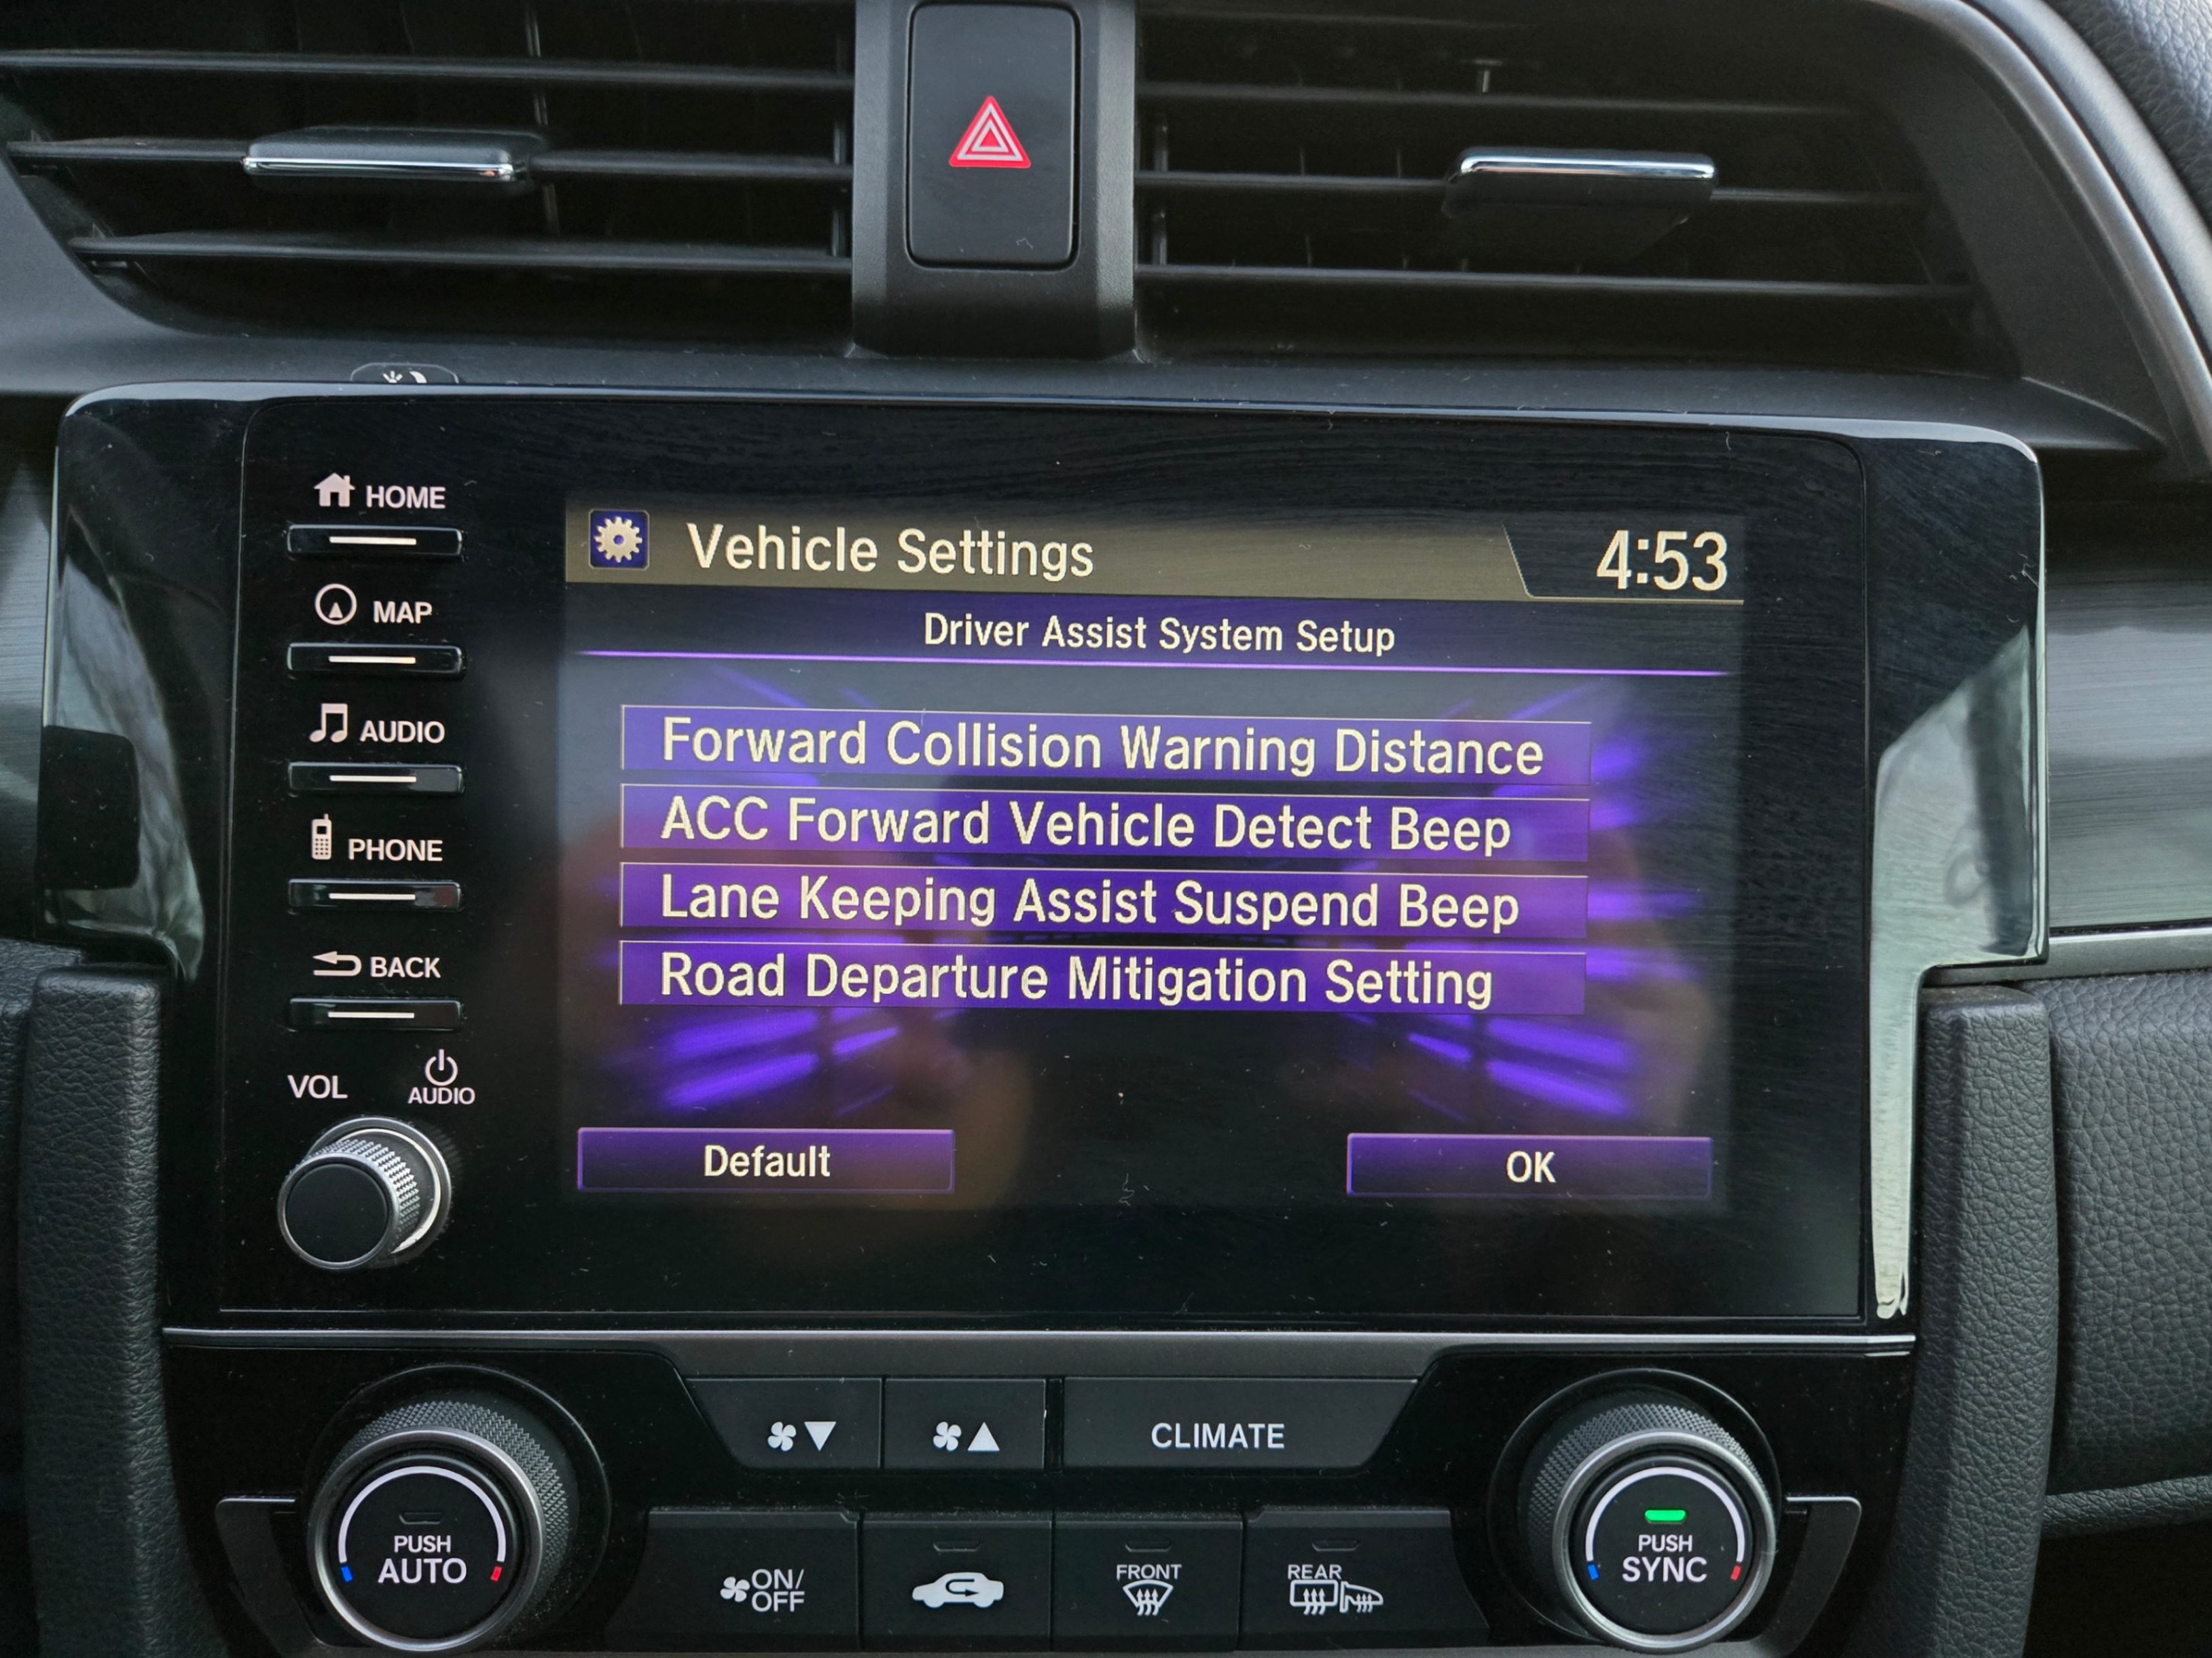 HOME
MAP
AUDIO
PHONE
BACK
VOL
AUDIO
Vehicle Settings
4:53
Driver Assist System Setup
Forward Collision Warning Distance
ACC Forward Vehicle Detect Beep
Lane Keeping Assist Suspend Beep
Road Departure Mitigation Setting
Default
OK
CLIMATE
PUSH
AUTO
ON/
OFF
FRONT
REAR
PUSH
SYNC